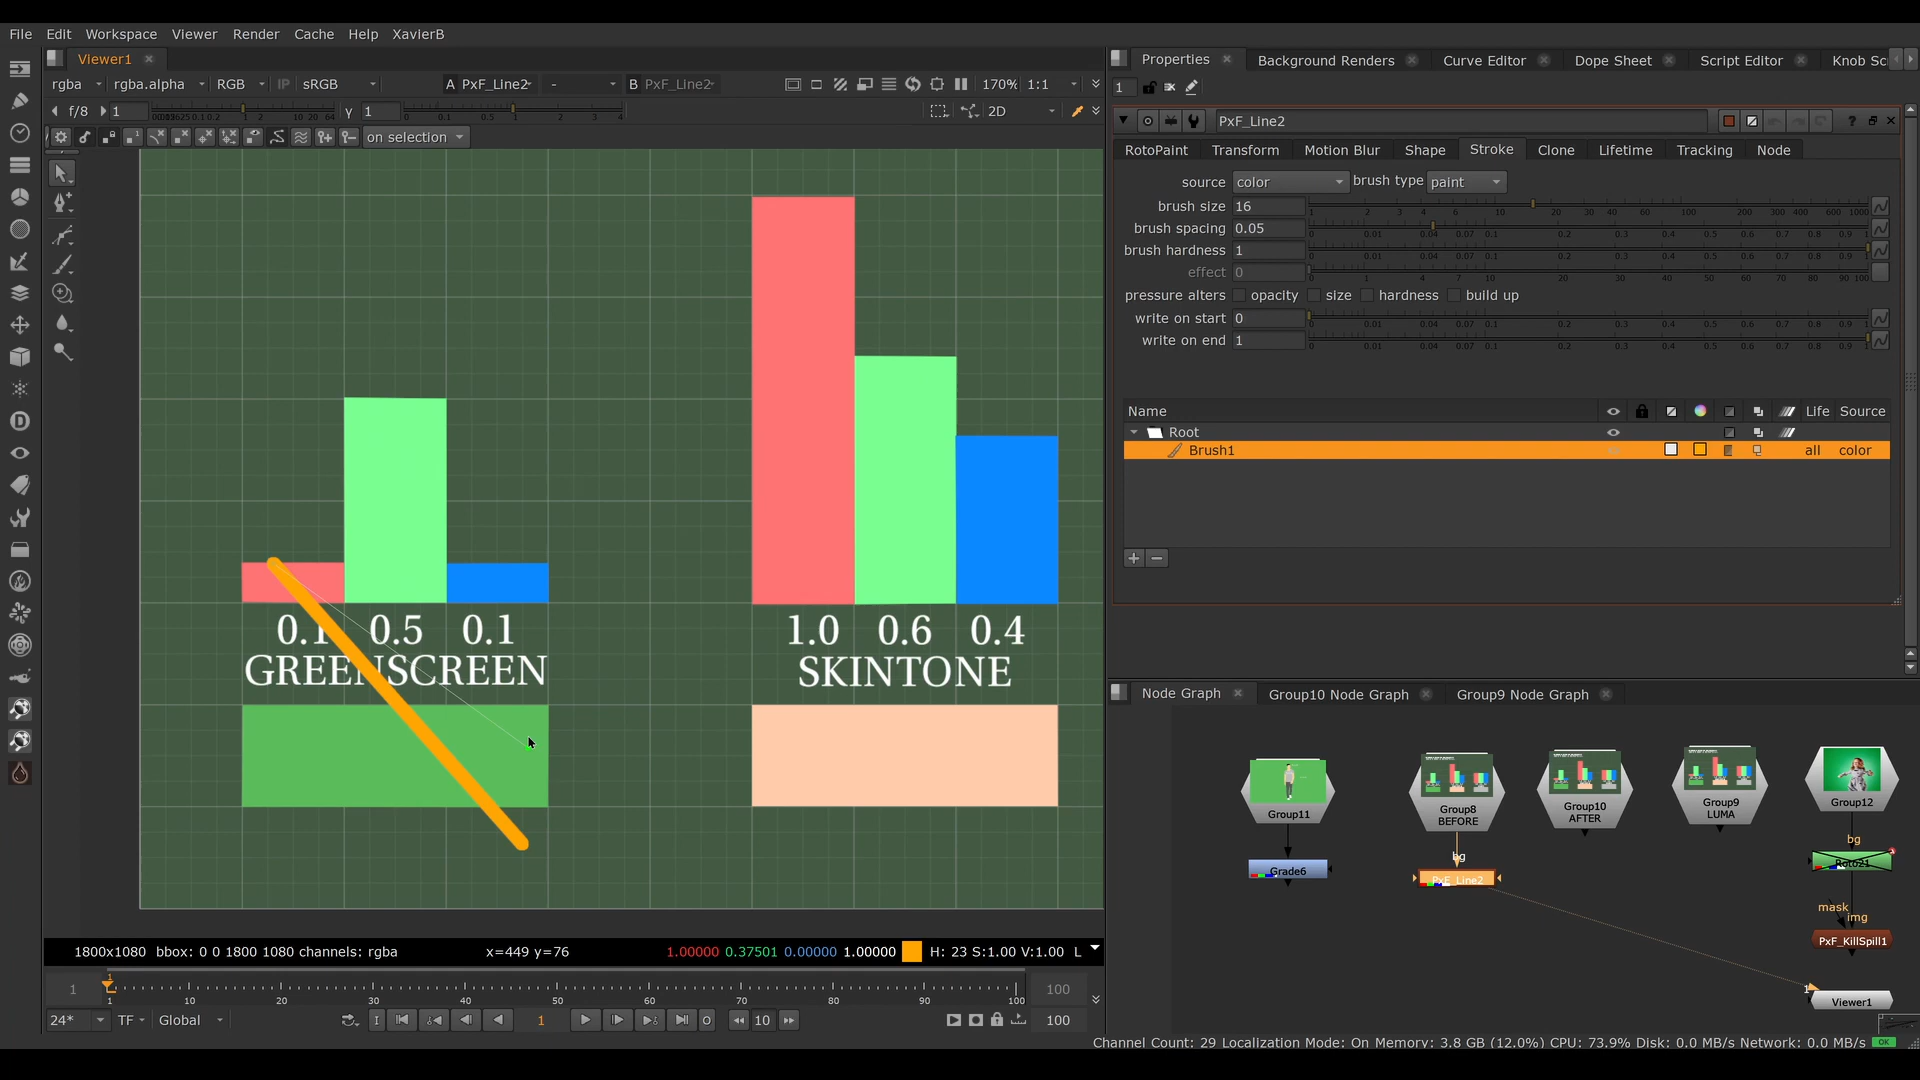 File Edit Workspace Viewer Render Cache Help XavierB
Viewer1
rgba rgba.alpha RGB IP sRGB A PxF_Line2 - B PxF_Line2 170% 1:1
f/8 1 γ 1 2D
on selection
0.1 0.5 0.1
GREENSCREEN
1.0 0.6 0.4
SKINTONE
1800x1080 bbox: 0 0 1800 1080 channels: rgba x=449 y=76 1.00000 0.37501 0.00000 1.00000 H: 23 S:1.00 V:1.00 L
1 1 10 20 30 40 50 60 70 80 90 100 100
24* TF Global I 1 O 10 100
Properties Background Renders Curve Editor Dope Sheet Script Editor Knob Sc
1
PxF_Line2
RotoPaint Transform Motion Blur Shape Stroke Clone Lifetime Tracking Node
source color brush type paint
brush size 16
brush spacing 0.05
brush hardness 1
effect 0
pressure alters opacity size hardness build up
write on start 0
write on end 1
Name Life Source
Root
Brush1 all color
Node Graph Group10 Node Graph Group9 Node Graph
Group11
Grade6
Group8
BEFORE
bg
PxF_Line2
Group10
AFTER
Group9
LUMA
Group12
bg
Roto21
mask
img
PxF_KillSpill1
1
Viewer1
Channel Count: 29 Localization Mode: On Memory: 3.8 GB (12.0%) CPU: 73.9% Disk: 0.0 MB/s Network: 0.0 MB/s OK